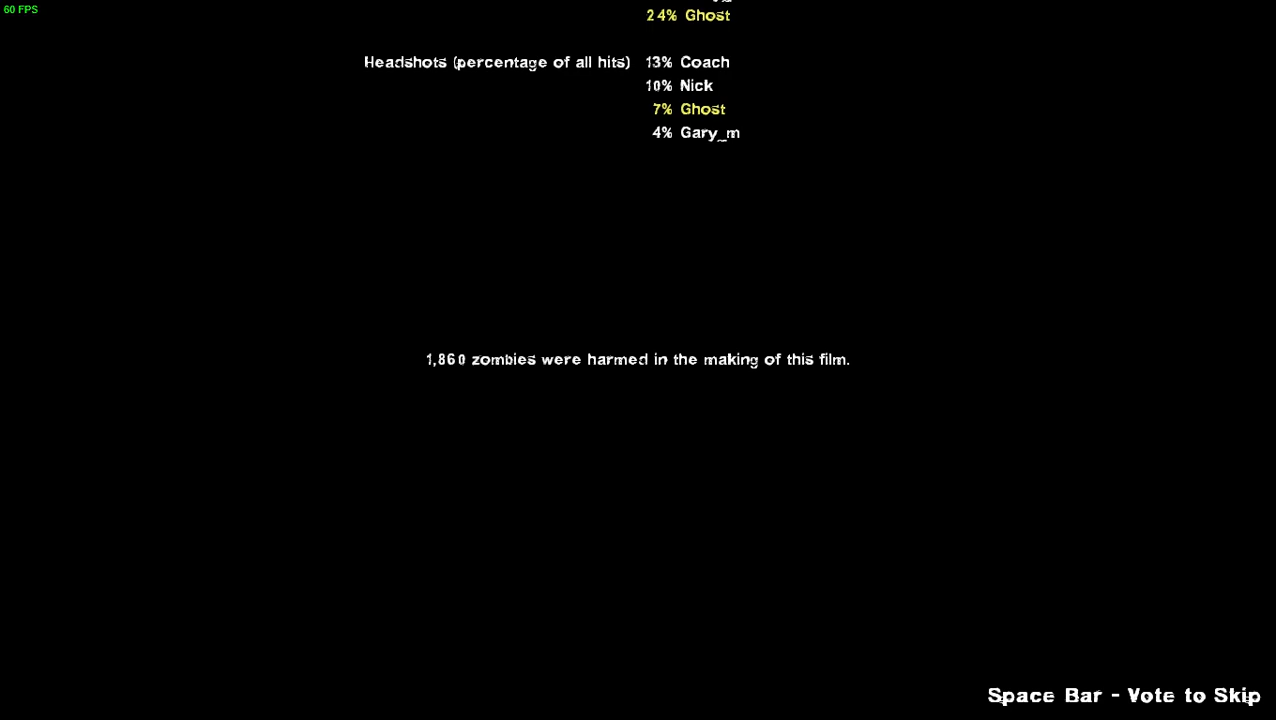 60 FPS
24% Ghost
Headshots (percentage of all hits) 13% Coach
10% Nick
7% Ghost
4% Gary_m
1,860 zombies were harmed in the making of this film.
Space Bar - Vote to Skip